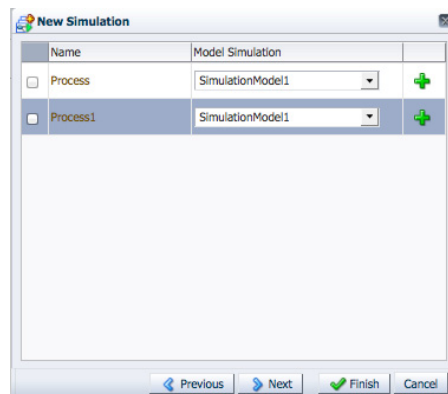 New Simulation
Name Model Simulation
Process SimulationModel1
Process1 SimulationModel1
Previous Next Finish Cancel